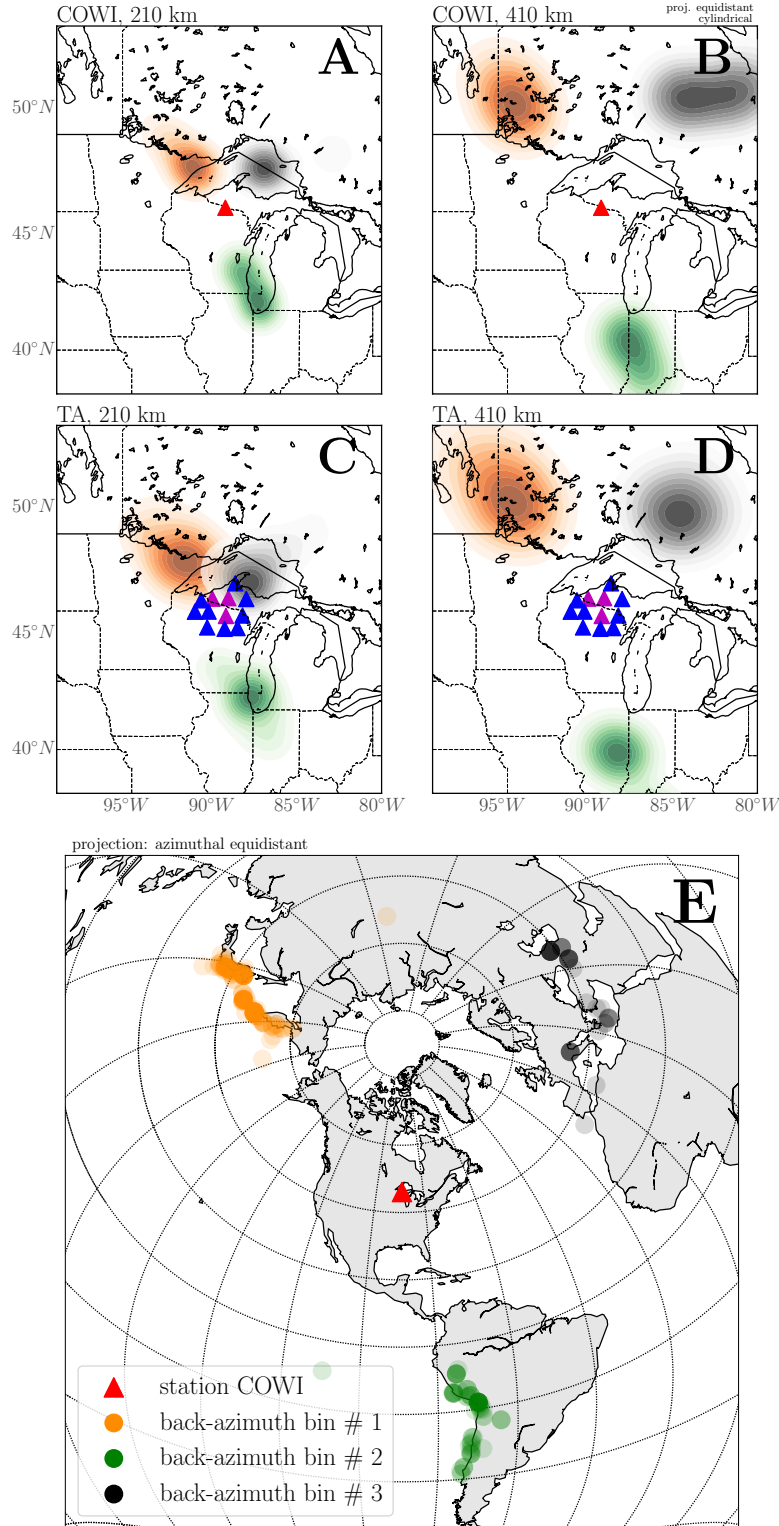 COWI, 210 km
COWI, 410 km
proj. equidistant
cylindrical
A
B
50°N
45°N
40°N
TA, 210 km
TA, 410 km
C
D
50°N
45°N
40°N
95°W 90°W 85°W 80°W
95°W 90°W 85°W 80°W
projection: azimuthal equidistant
E
station COWI
back-azimuth bin # 1
back-azimuth bin # 2
back-azimuth bin # 3